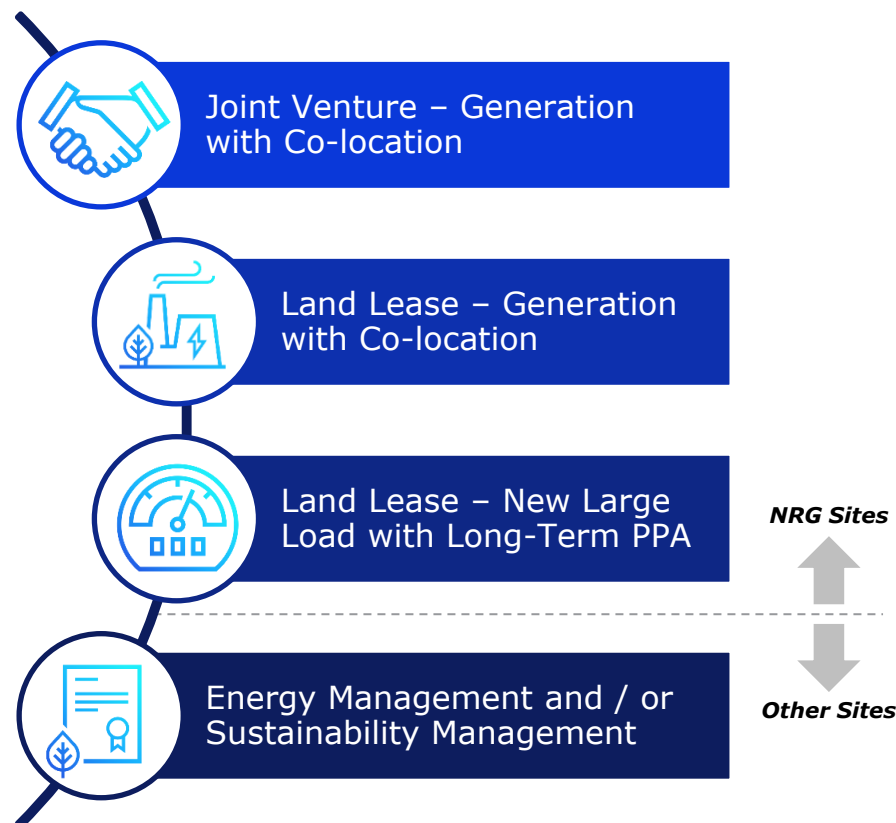 Joint Venture – Generation
with Co-location
Land Lease – Generation
with Co-location
Land Lease – New Large
Load with Long-Term PPA
NRG Sites
Energy Management and / or
Sustainability Management
Other Sites